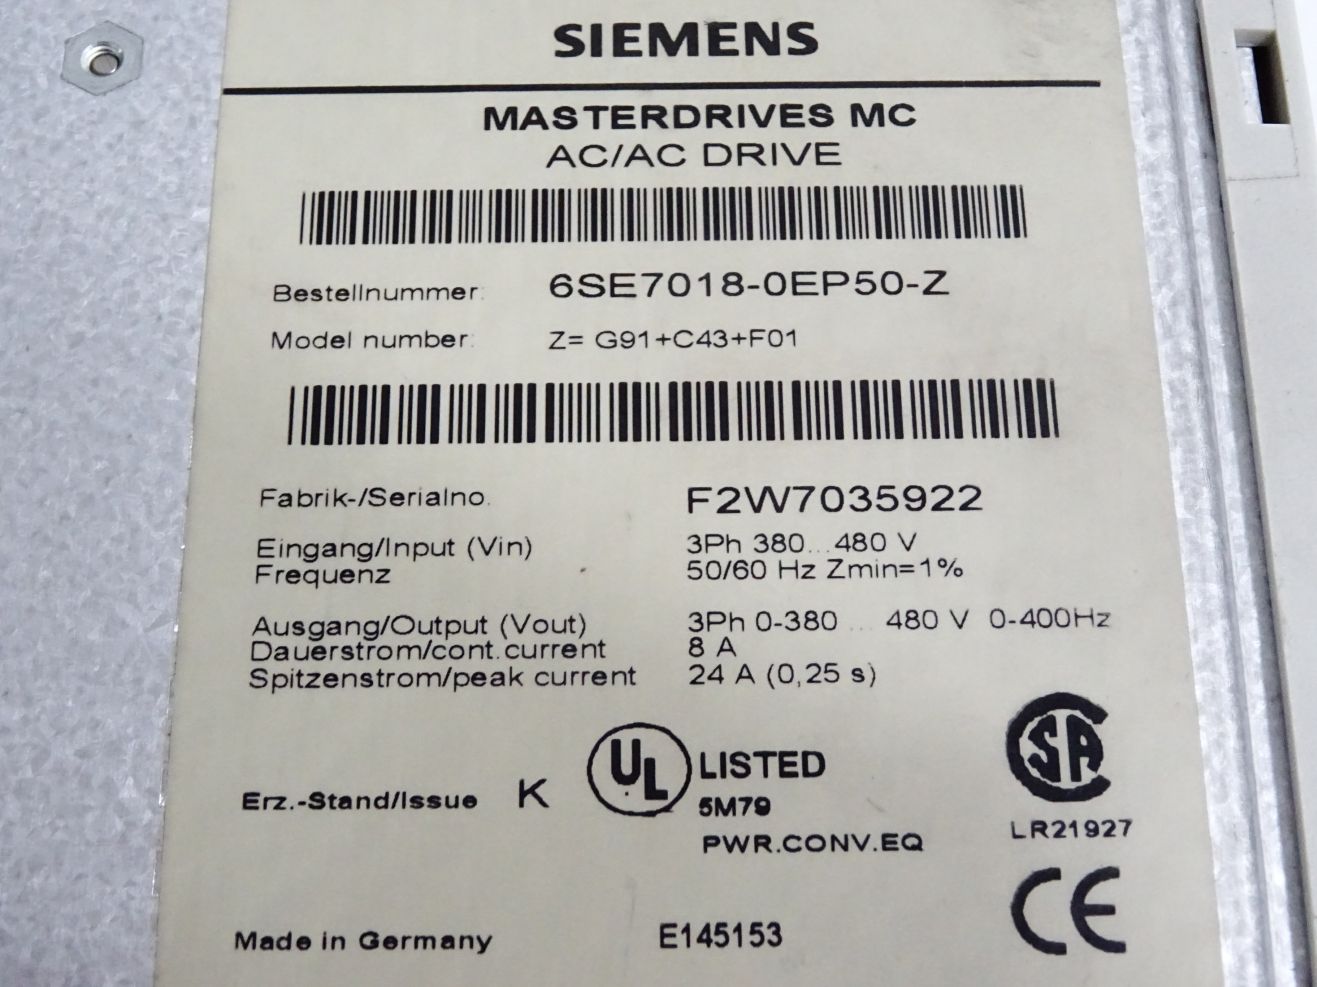 SIEMENS
MASTERDRIVES MC
AC/AC DRIVE
Bestellnummer: 6SE7018-0EP50-Z
Model number: Z= G91+C43+F01
Fabrik-/Serialno. F2W7035922
Eingang/Input (Vin) 3Ph 380...480 V
Frequenz 50/60 Hz Zmin=1%
Ausgang/Output (Vout) 3Ph 0-380 ... 480 V 0-400Hz
Dauerstrom/cont.current 8 A
Spitzenstrom/peak current 24 A (0,25 s)
UL LISTED
SA
Erz.-Stand/Issue K 5M79
LR21927
PWR.CONV.EQ
CE
Made in Germany E145153